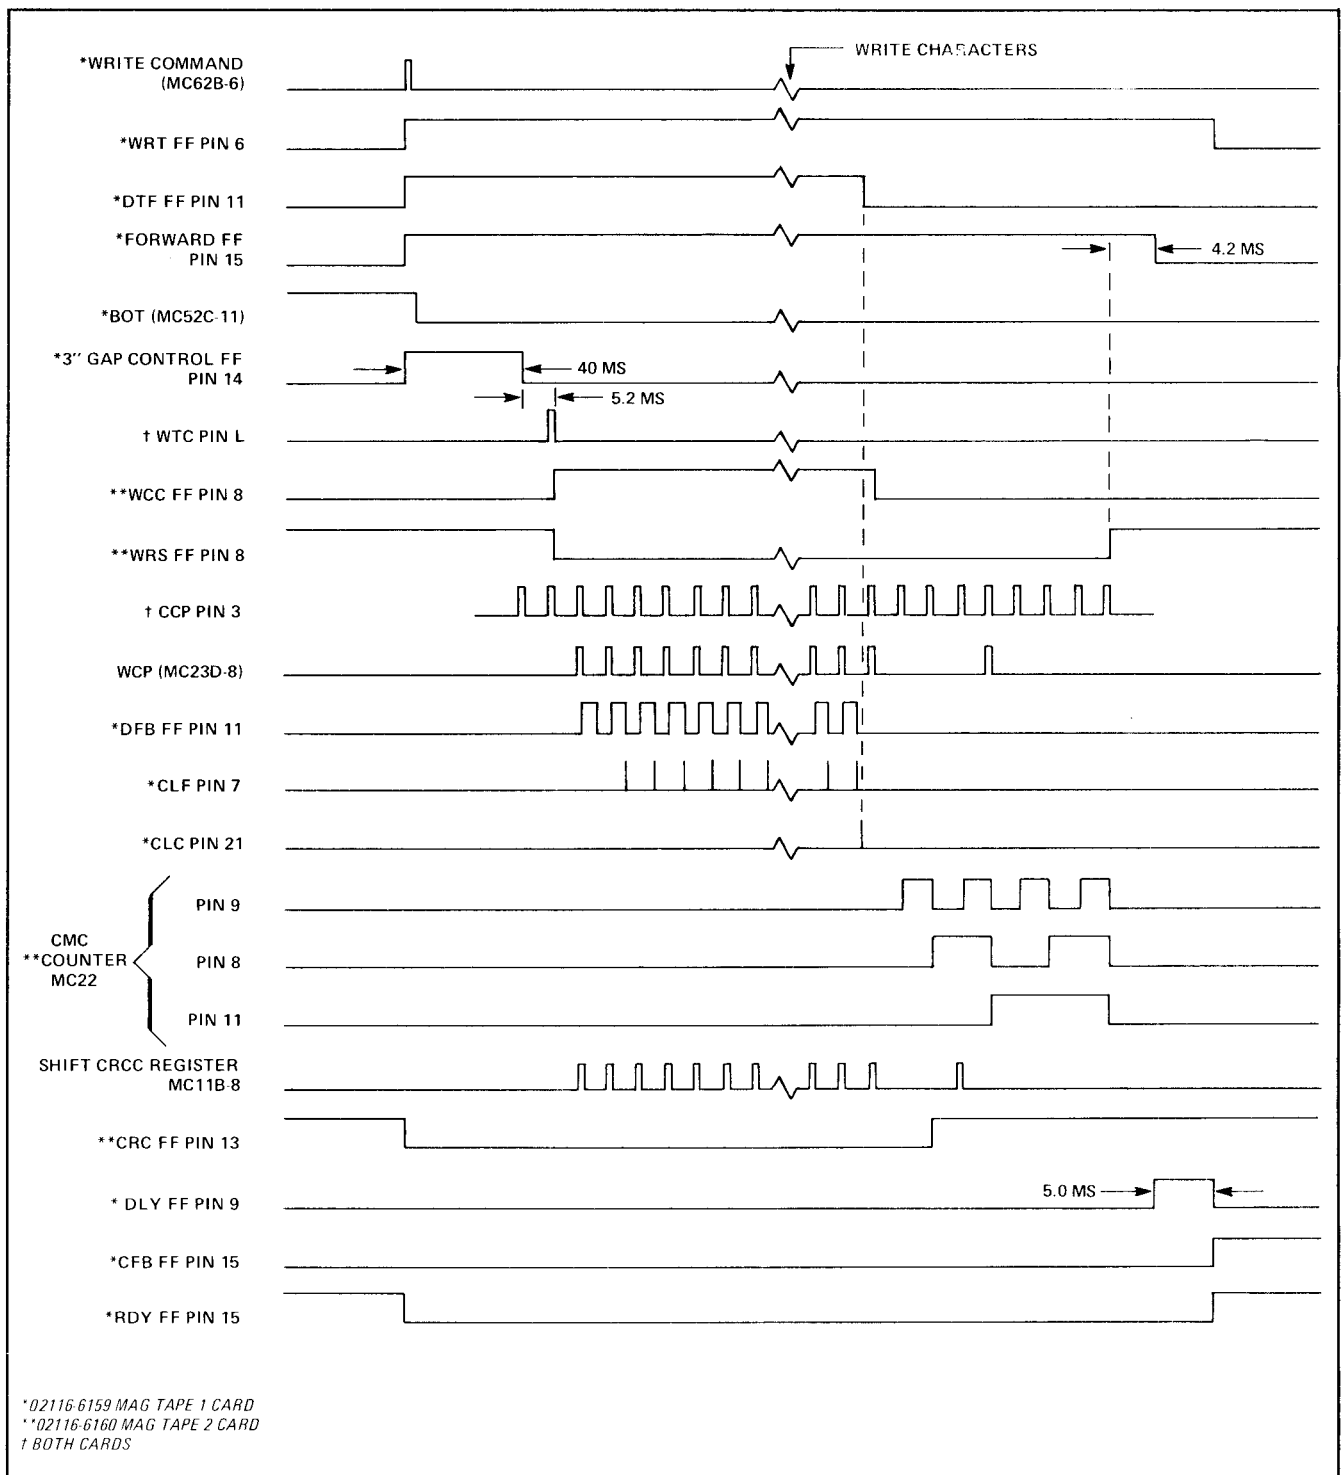 WRITE CHARACTERS
*WRITE COMMAND
(MC62B-6)
*WRT FF PIN 6
*DTF FF PIN 11
*FORWARD FF
PIN 15
4.2 MS
*BOT (MC52C-11)
*3" GAP CONTROL FF
PIN 14
40 MS
5.2 MS
† WTC PIN L
**WCC FF PIN 8
**WRS FF PIN 8
† CCP PIN 3
WCP (MC23D-8)
*DFB FF PIN 11
*CLF PIN 7
*CLC PIN 21
PIN 9
CMC
**COUNTER
MC22
PIN 8
PIN 11
SHIFT CRCC REGISTER
MC11B-8
**CRC FF PIN 13
* DLY FF PIN 9
5.0 MS
*CFB FF PIN 15
*RDY FF PIN 15
*02116-6159 MAG TAPE 1 CARD
**02116-6160 MAG TAPE 2 CARD
† BOTH CARDS